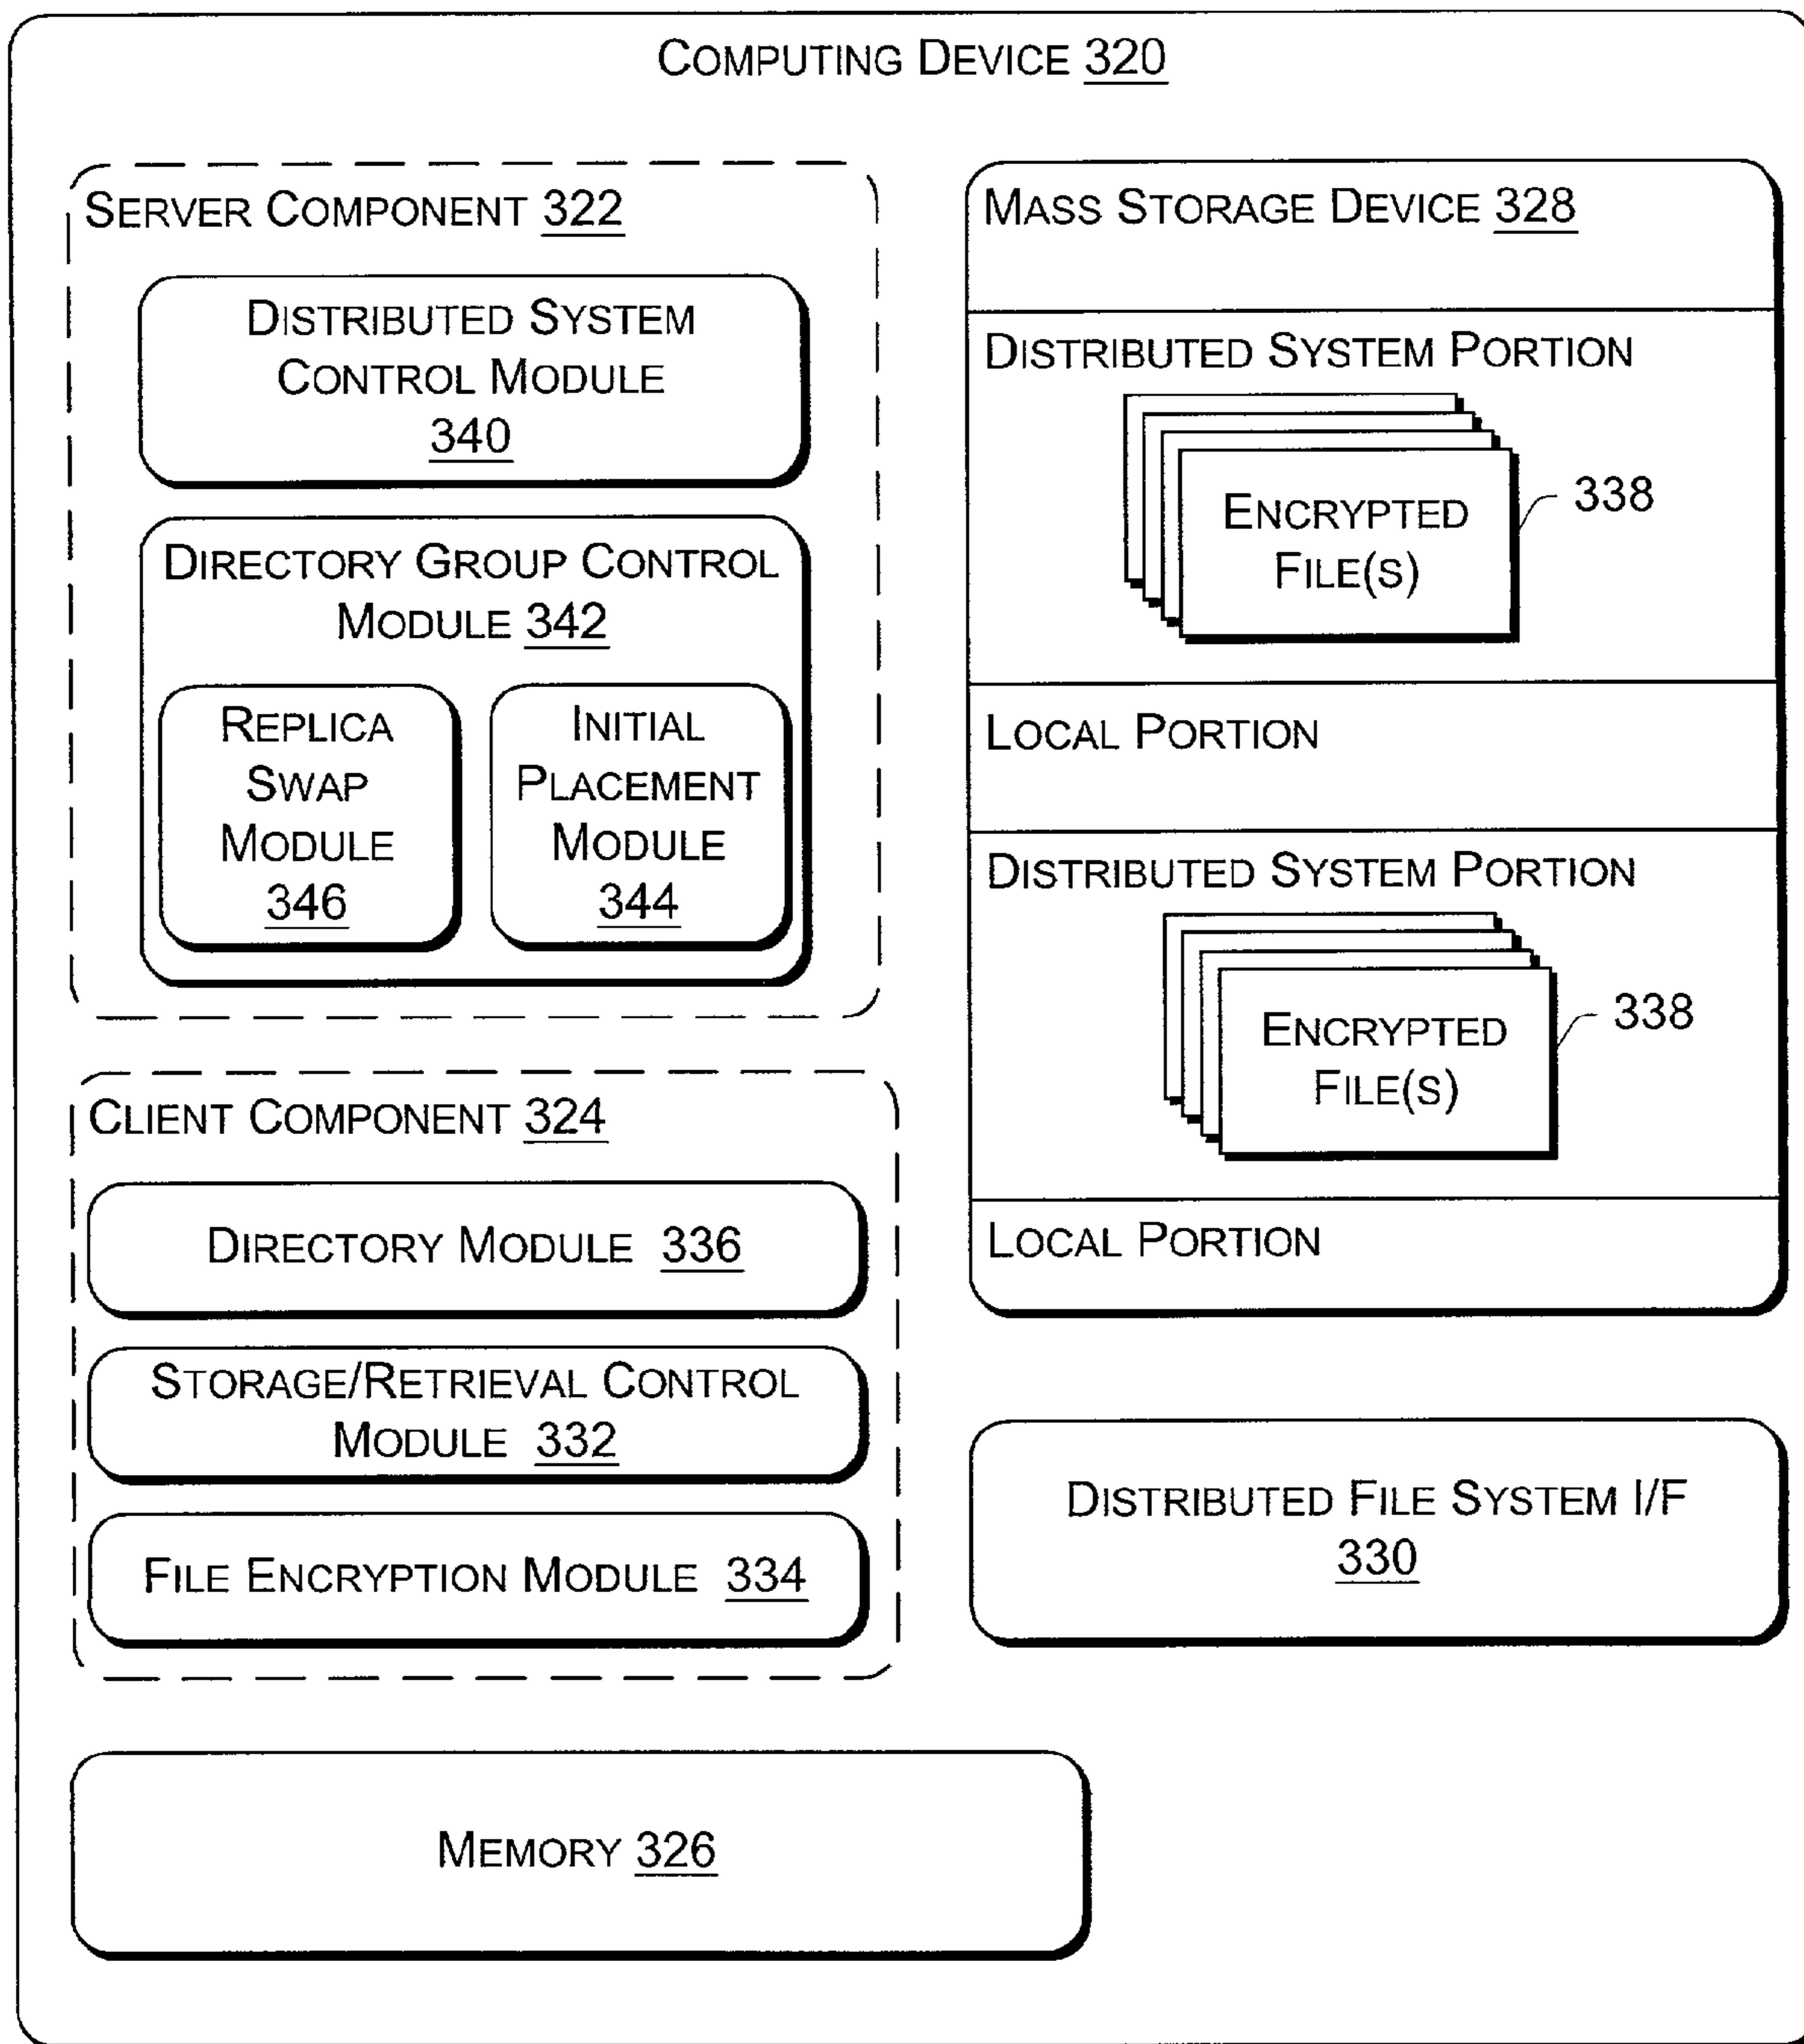 COMPUTING DEVICE 320
SERVER COMPONENT 322
DISTRIBUTED SYSTEM
CONTROL MODULE
340
DIRECTORY GROUP CONTROL
MODULE 342
REPLICA
SWAP
MODULE
346
INITIAL
PLACEMENT
MODULE
344
CLIENT COMPONENT 324
DIRECTORY MODULE 336
STORAGE/RETRIEVAL CONTROL
MODULE 332
FILE ENCRYPTION MODULE 334
MEMORY 326
MASS STORAGE DEVICE 328
DISTRIBUTED SYSTEM PORTION
ENCRYPTED
FILE(S)
338
LOCAL PORTION
DISTRIBUTED SYSTEM PORTION
ENCRYPTED
FILE(S)
338
LOCAL PORTION
DISTRIBUTED FILE SYSTEM I/F
330